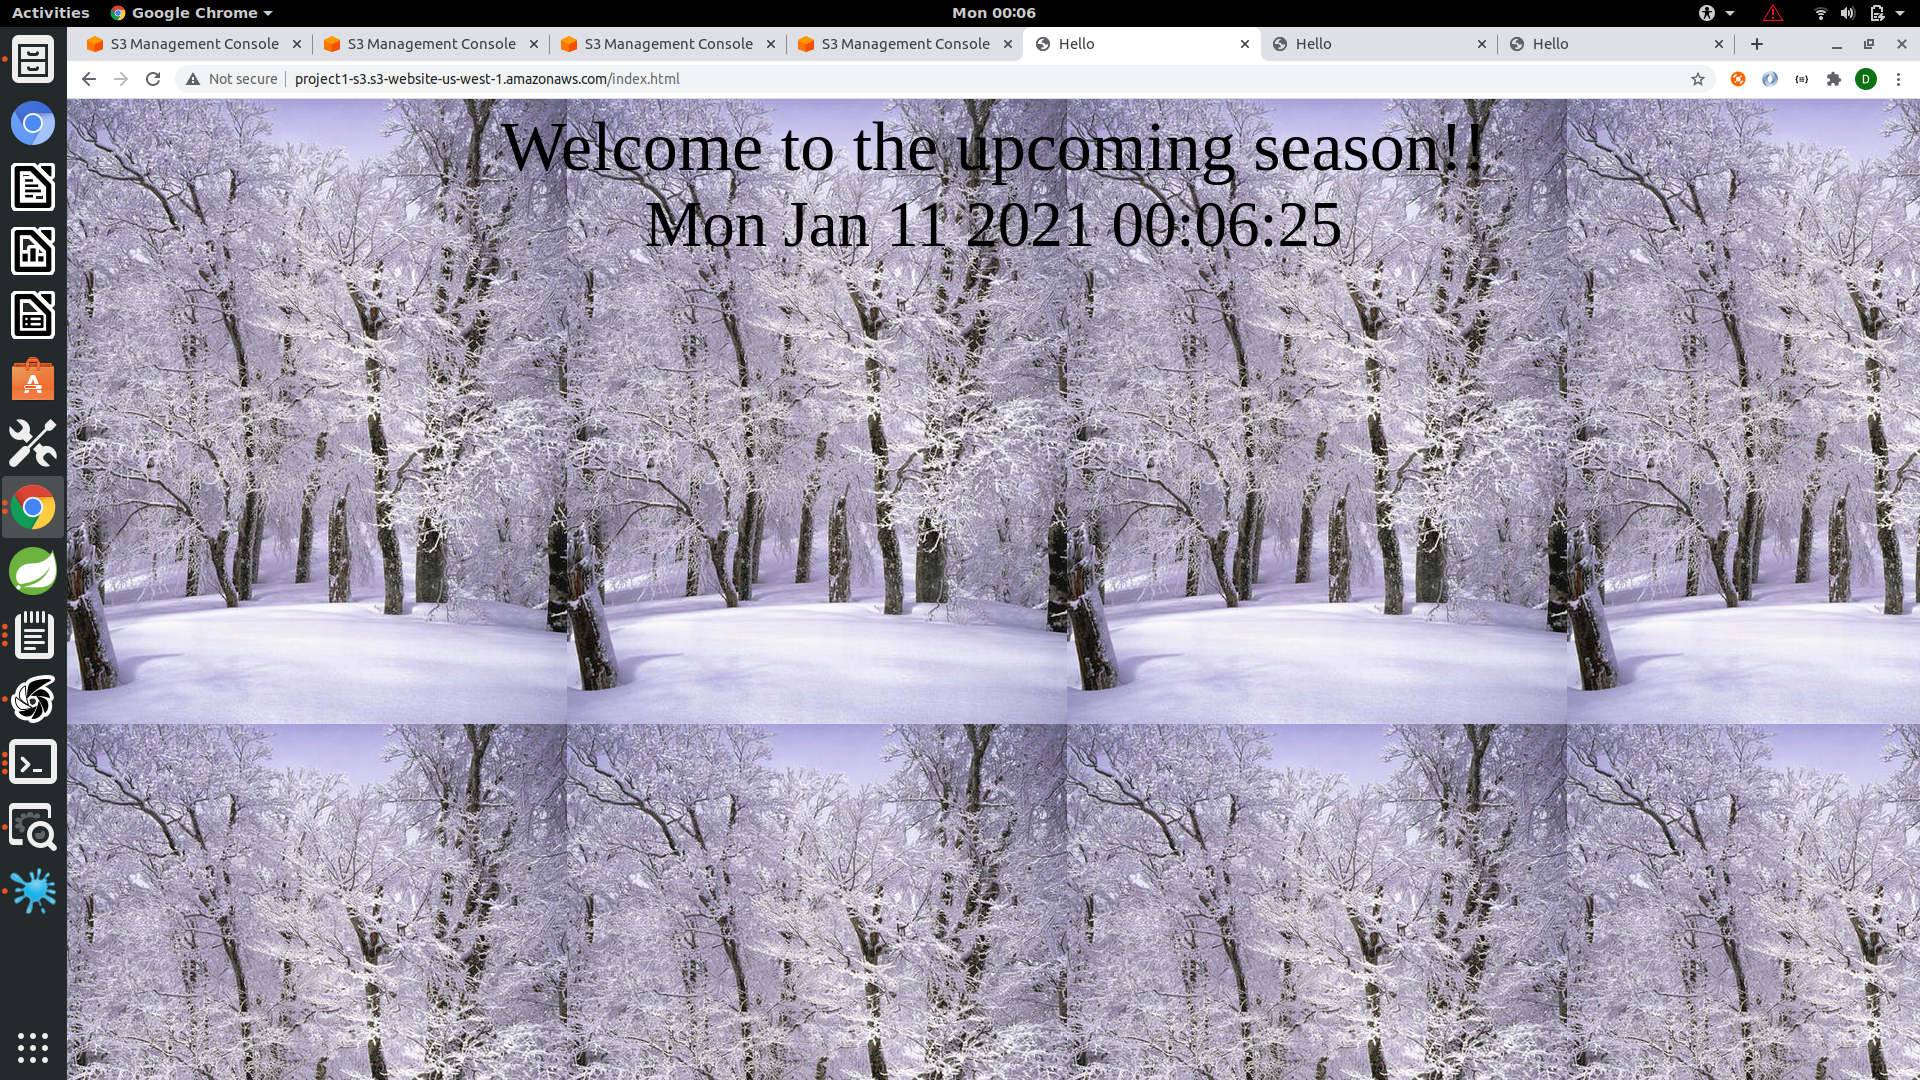 Activities Google Chrome Mon 00:06
S3 Management Console S3 Management Console S3 Management Console S3 Management Console Hello Hello Hello
Not secure project1-s3.s3-website-us-west-1.amazonaws.com/index.html D
Welcome to the upcoming season!!
Mon Jan 11 2021 00:06:25